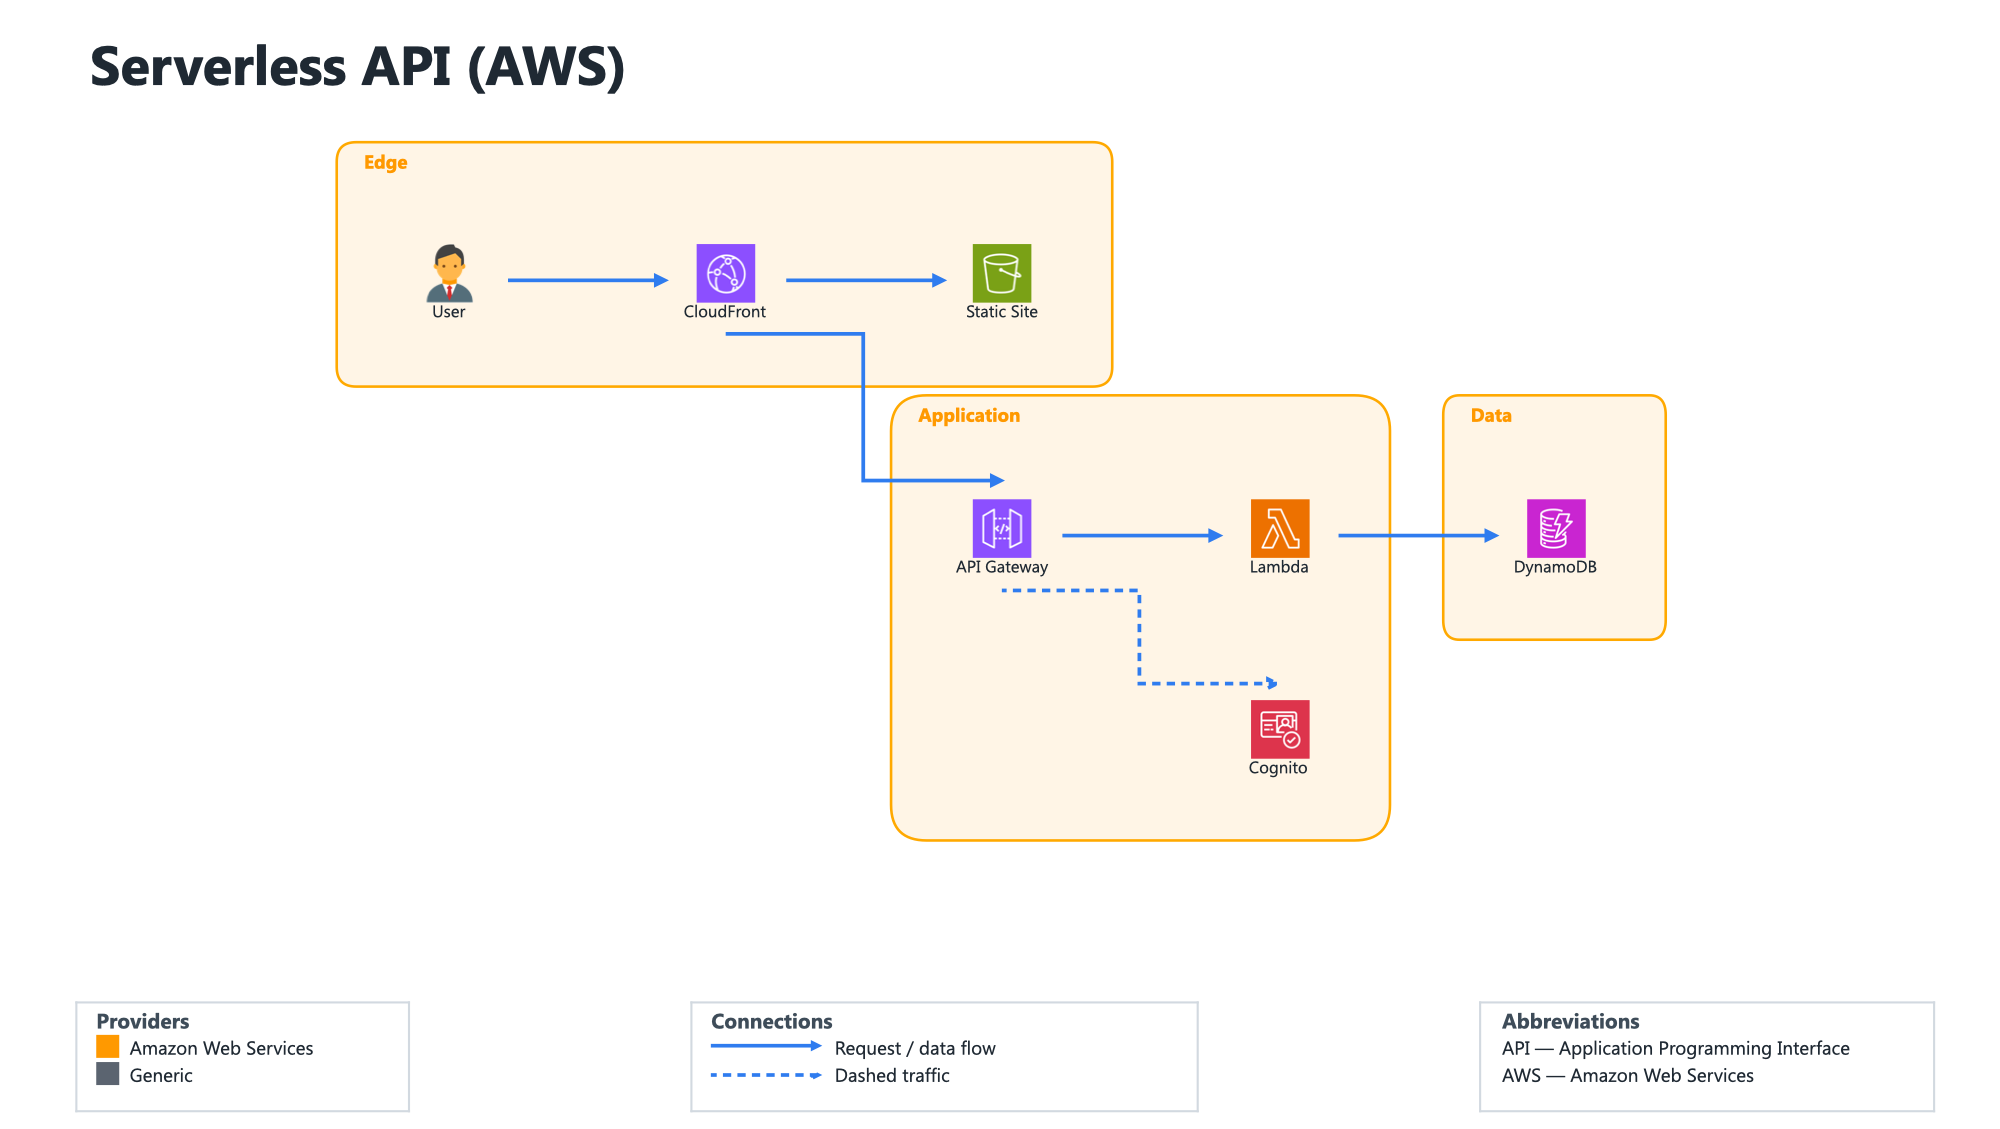 Serverless API (AWS)
Edge
User
CloudFront
Static Site
Application
Data
API Gateway
Lambda
DynamoDB
Cognito
Providers
Amazon Web Services
Generic
Connections
Request / data flow
Dashed traffic
Abbreviations
API — Application Programming Interface
AWS — Amazon Web Services